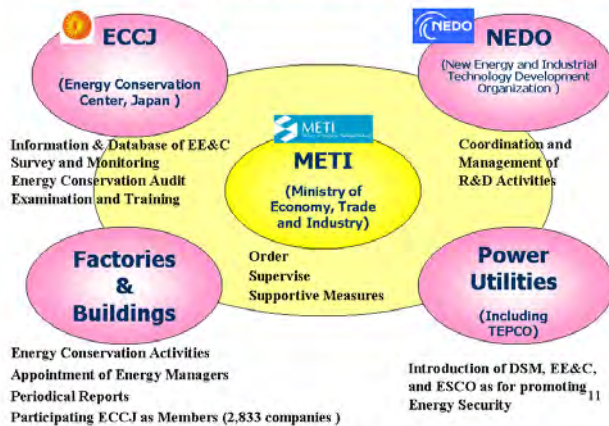 ECCJ
(Energy Conservation
Center, Japan )
Information & Database of EE&C
Survey and Monitoring
Energy Conservation Audit
Examination and Training
NEDO
NEDO
(New Energy and Industrial
Technology Development
Organization )
Coordination and
Management of
R&D Activities
METI
METI
(Ministry of
Economy, Trade
and Industry)
Order
Supervise
Supportive Measures
Factories
&
Buildings
Energy Conservation Activities
Appointment of Energy Managers
Periodical Reports
Participating ECCJ as Members (2,833 companies )
Power
Utilities
(Including
TEPCO)
Introduction of DSM, EE&C,
and ESCO as for promoting
Energy Security
11